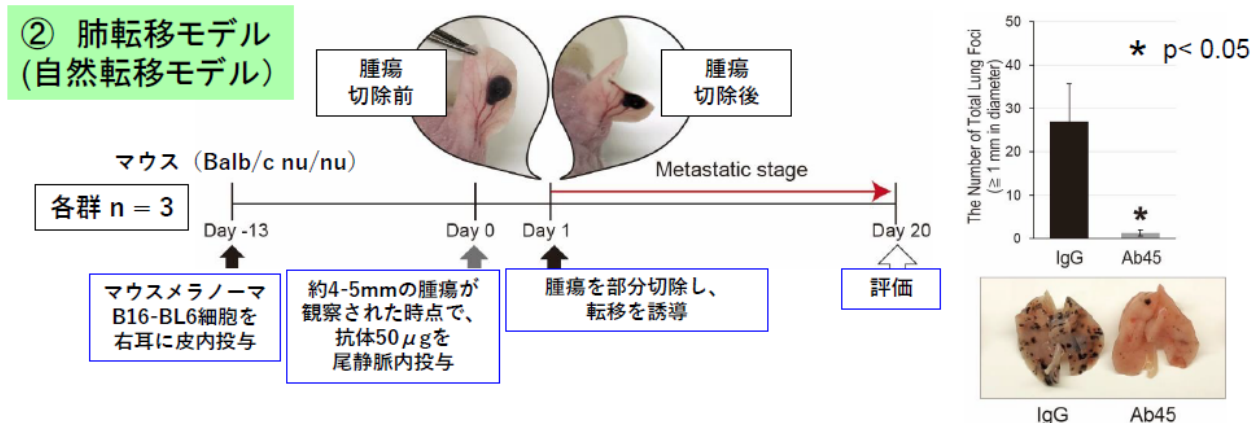 ② 肺転移モデル
(自然転移モデル)
腫瘍
切除前
腫瘍
切除後
マウス（Balb/c nu/nu）
各群 n = 3
Metastatic stage
Day -13
Day 0
Day 1
Day 20
マウスメラノーマ
B16-BL6細胞を
右耳に皮内投与
約4-5mmの腫瘍が
観察された時点で、
抗体50μgを
尾静脈内投与
腫瘍を部分切除し、
転移を誘導
評価
The Number of Total Lung Foci
(≧ 1 mm in diameter)
50
40
30
20
10
0
* p< 0.05
*
IgG
Ab45
IgG
Ab45